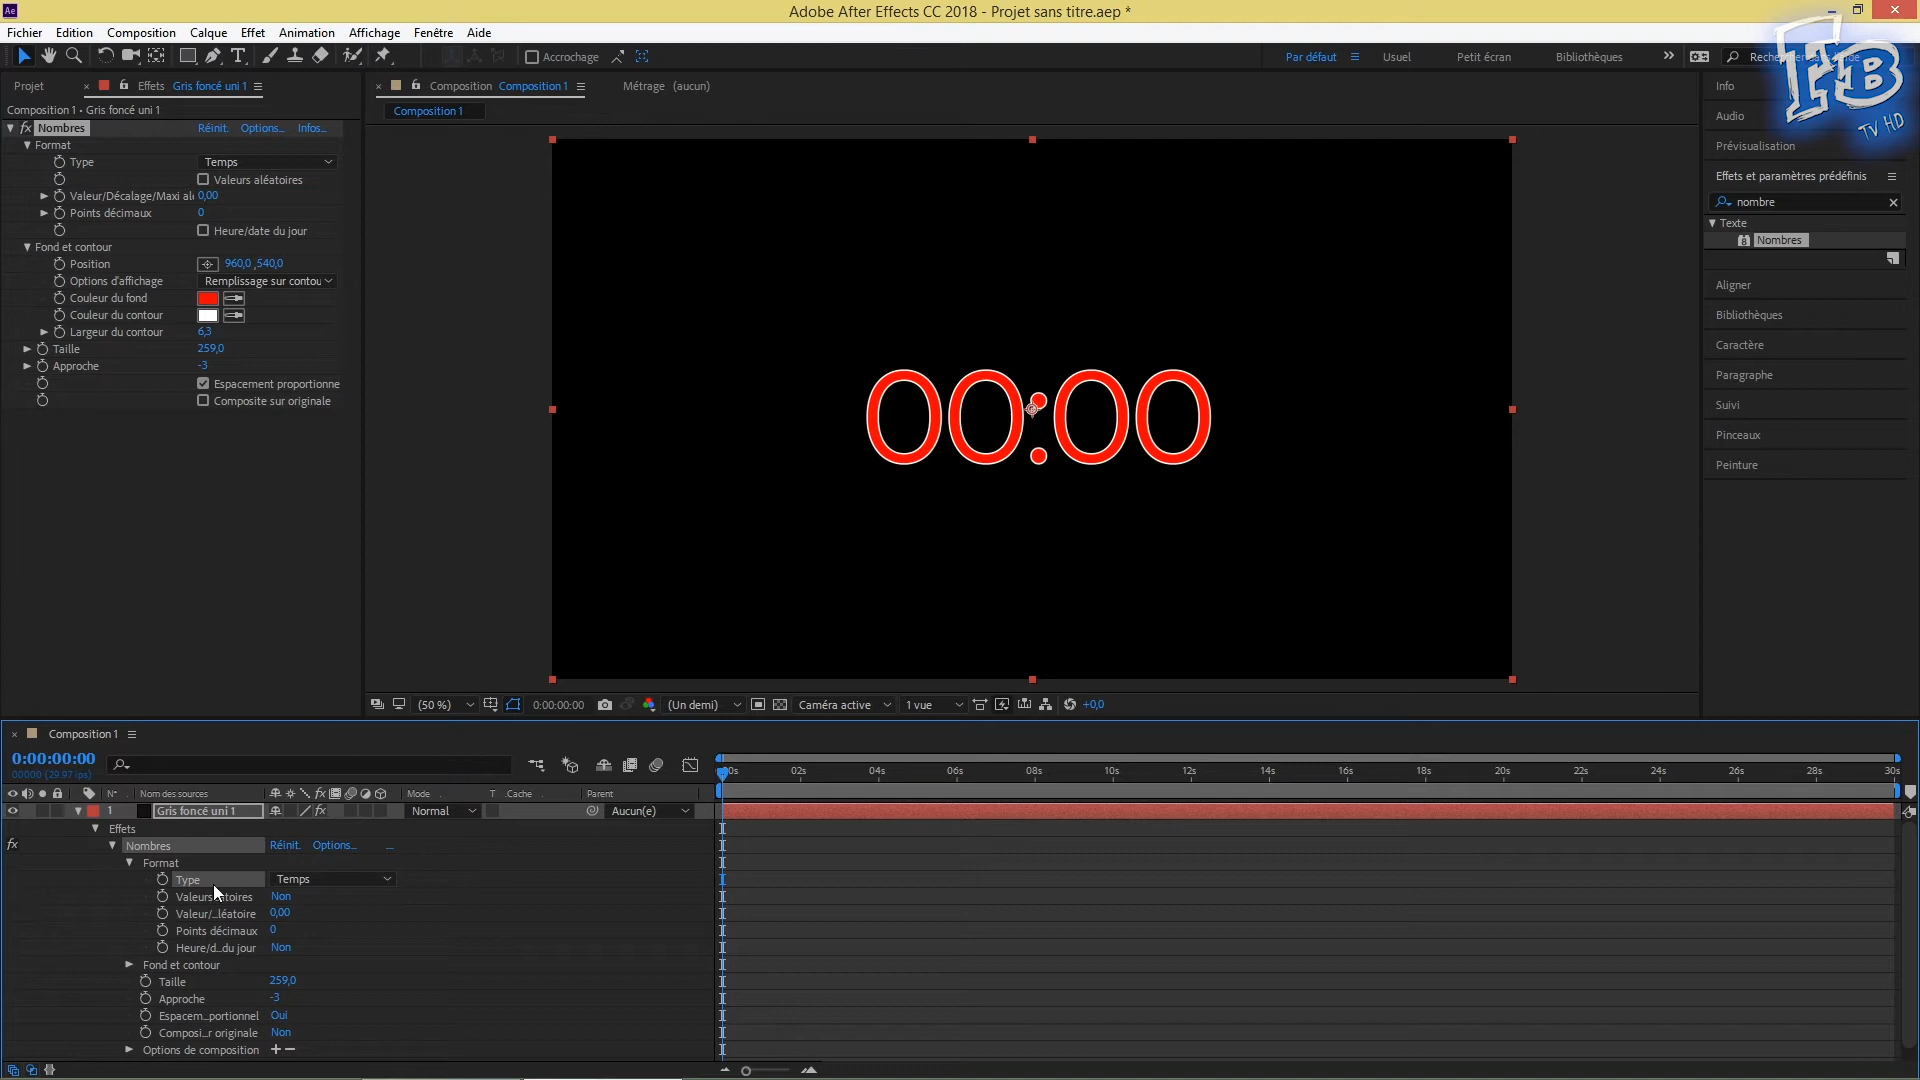 Ae
Adobe After Effects CC 2018 - Projet sans titre.aep *
Fichier Edition Composition Calque Effet Animation Affichage Fenêtre Aide
Accrochage
Par défaut Usuel Petit écran Bibliothèques
FB
TV HD
Projet Effets Gris foncé uni 1
Composition 1 • Gris foncé uni 1
fx Nombres Réinit. Options... Infos...
Format
Type Temps
Valeurs aléatoires
Valeur/Décalage/Maxi alé 0,00
Points décimaux 0
Heure/date du jour
Fond et contour
Position 960,0 ,540,0
Options d'affichage Remplissage sur contou
Couleur du fond
Couleur du contour
Largeur du contour 6,3
Taille 259,0
Approche -3
Espacement proportionne
Composite sur originale
Composition Composition 1 Métrage (aucun)
Composition 1
00:00
(50 %) 0:00:00:00 (Un demi) Caméra active 1 vue +0,0
Info
Audio
Prévisualisation
Effets et paramètres prédéfinis
nombre
Texte
Nombres
Aligner
Bibliothèques
Caractère
Paragraphe
Suivi
Pinceaux
Peinture
Composition 1
0:00:00:00
00000 (29.97 ips)
N° Nom des sources fx Mode T .Cache Parent
00s 02s 04s 06s 08s 10s 12s 14s 16s 18s 20s 22s 24s 26s 28s 30s
1 Gris foncé uni 1 fx Normal Aucun(e)
Effets
fx Nombres Réinit. Options... ...
Format
Type Temps
Valeurs Non
Valeur/...léatoire 0,00
Points décimaux 0
Heure/d...du jour Non
Fond et contour
Taille 259,0
Approche -3
Espacem...portionnel Oui
Composi...r originale Non
Options de composition + −